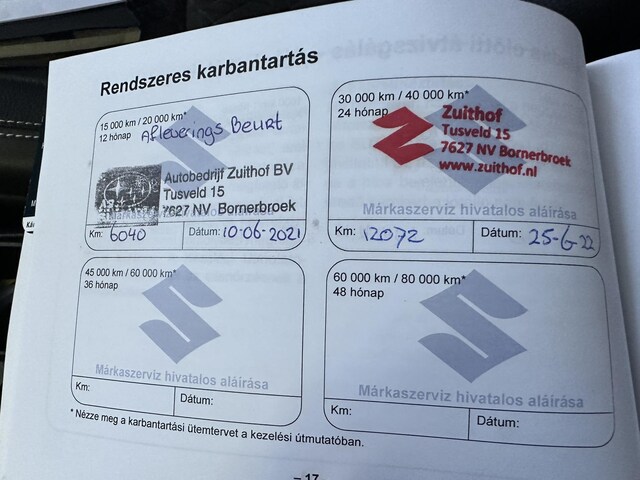 Rendszeres karbantartás
15 000 km / 20 000 km*
12 hónap Afleverings Beurt
Autobedrijf Zuithof BV
Tusveld 15
7627 NV Bornerbroek
Km: 6040 Dátum: 10-06-2021
30 000 km / 40 000 km*
24 hónap
Zuithof
Tusveld 15
7627 NV Bornerbroek
www.zuithof.nl
Márkaszerviz hivatalos aláírása
Km: 12072 Dátum: 25-6-22
45 000 km / 60 000 km*
36 hónap
Márkaszerviz hivatalos aláírása
Km: Dátum:
60 000 km / 80 000 km*
48 hónap
Márkaszerviz hivatalos aláírása
Km: Dátum:
* Nézze meg a karbantartási ütemtervet a kezelési útmutatóban.
– 17